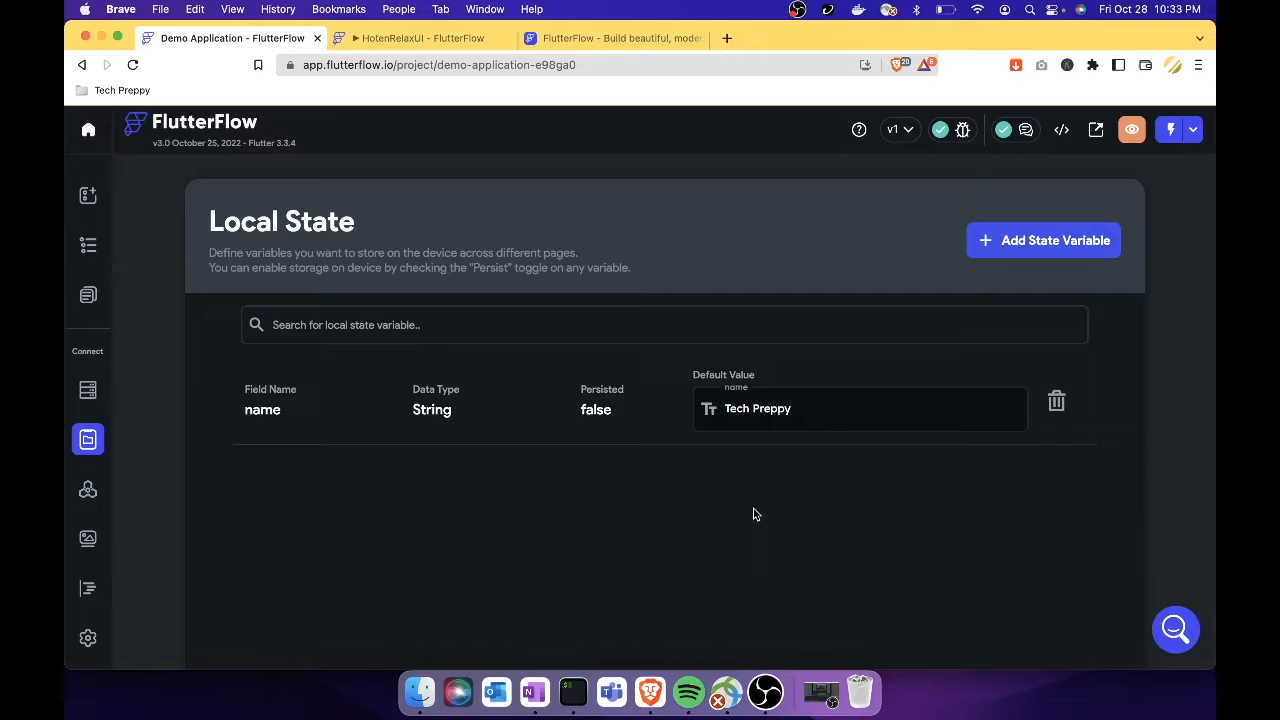 Brave File Edit View History Bookmarks People Tab Window Help Fri Oct 28 10:33 PM
Demo Application - FlutterFlow HotenRelaxUI - FlutterFlow FlutterFlow - Build beautiful, moder
app.flutterflow.io/project/demo-application-e98ga0 20 6
Tech Preppy
FlutterFlow
v3.0 October 25, 2022 - Flutter 3.3.4
v1
Local State
Define variables you want to store on the device across different pages.
You can enable storage on device by checking the "Persist" toggle on any variable.
+ Add State Variable
Search for local state variable..
Connect
Field Name Data Type Persisted Default Value
name
name String false Tech Preppy